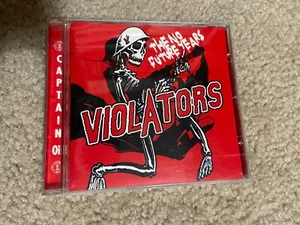 CAPTAIN Oi!
THE NO
FUTURE YEARS
VIOLATORS